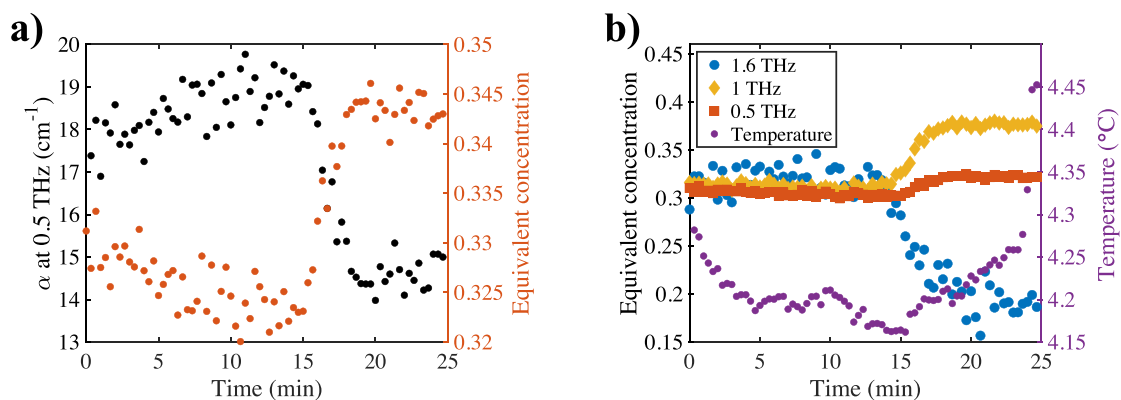 a)
20
19
18
17
16
15
14
13
α at 0.5 THz (cm⁻¹)
0 5 10 15 20 25
Time (min)
0.350
0.345
0.340
0.335
0.330
0.325
0.32
Equivalent concentration
b)
0.45
0.4
0.35
0.3
0.25
0.2
0.15
Equivalent concentration
1.6 THz
1 THz
0.5 THz
Temperature
0 5 10 15 20 25
Time (min)
4.45
4.40
4.35
4.3
4.25
4.2
4.15
Temperature (°C)